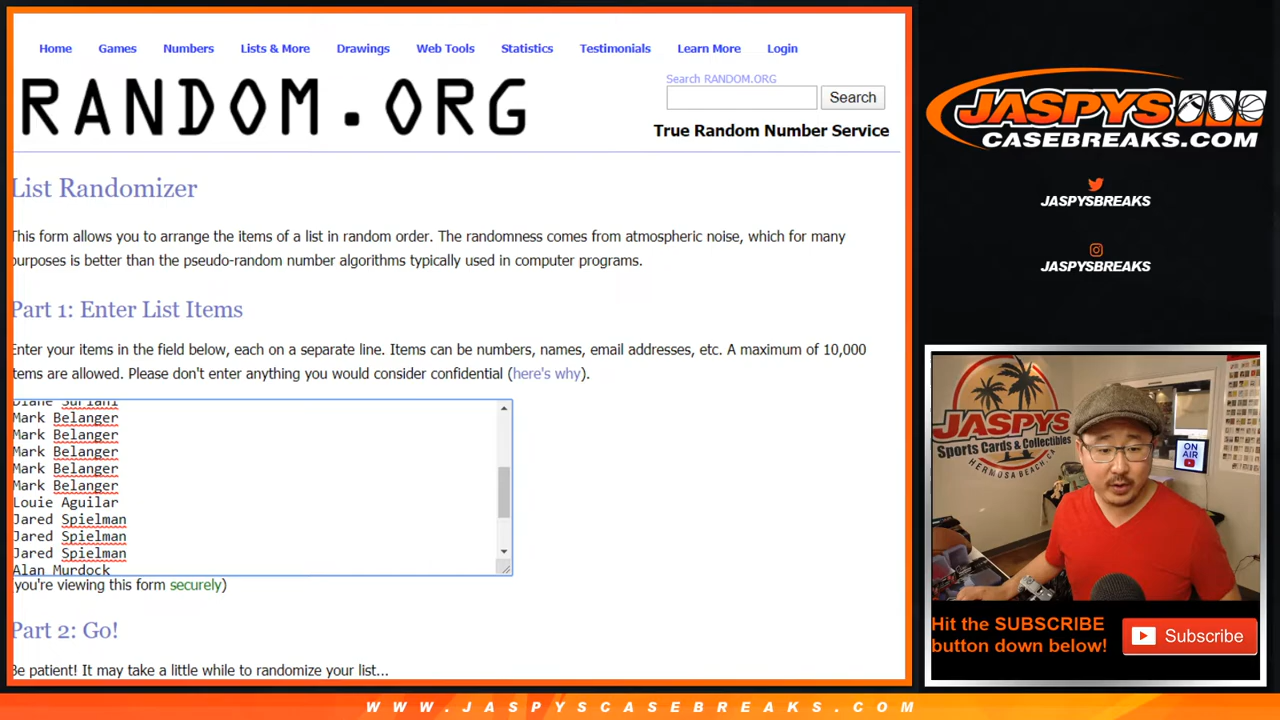 Home Games Numbers Lists & More Drawings Web Tools Statistics Testimonials Learn More Login
RANDOM.ORG
Search RANDOM.ORG
Search
True Random Number Service
List Randomizer
This form allows you to arrange the items of a list in random order. The randomness comes from atmospheric noise, which for many
purposes is better than the pseudo-random number algorithms typically used in computer programs.
Part 1: Enter List Items
Enter your items in the field below, each on a separate line. Items can be numbers, names, email addresses, etc. A maximum of 10,000
items are allowed. Please don't enter anything you would consider confidential (here's why).
Diane Suriani
Mark Belanger
Mark Belanger
Mark Belanger
Mark Belanger
Mark Belanger
Louie Aguilar
Jared Spielman
Jared Spielman
Jared Spielman
Alan Murdock
you're viewing this form securely)
Part 2: Go!
Be patient! It may take a little while to randomize your list...
JASPYS
CASEBREAKS.COM
JASPYSBREAKS
JASPYSBREAKS
JASPYS
Sports Cards & Collectibles
HERMOSA BEACH, CA
ON
AIR
Hit the SUBSCRIBE
button down below!
Subscribe
WWW.JASPYSCASEBREAKS.COM